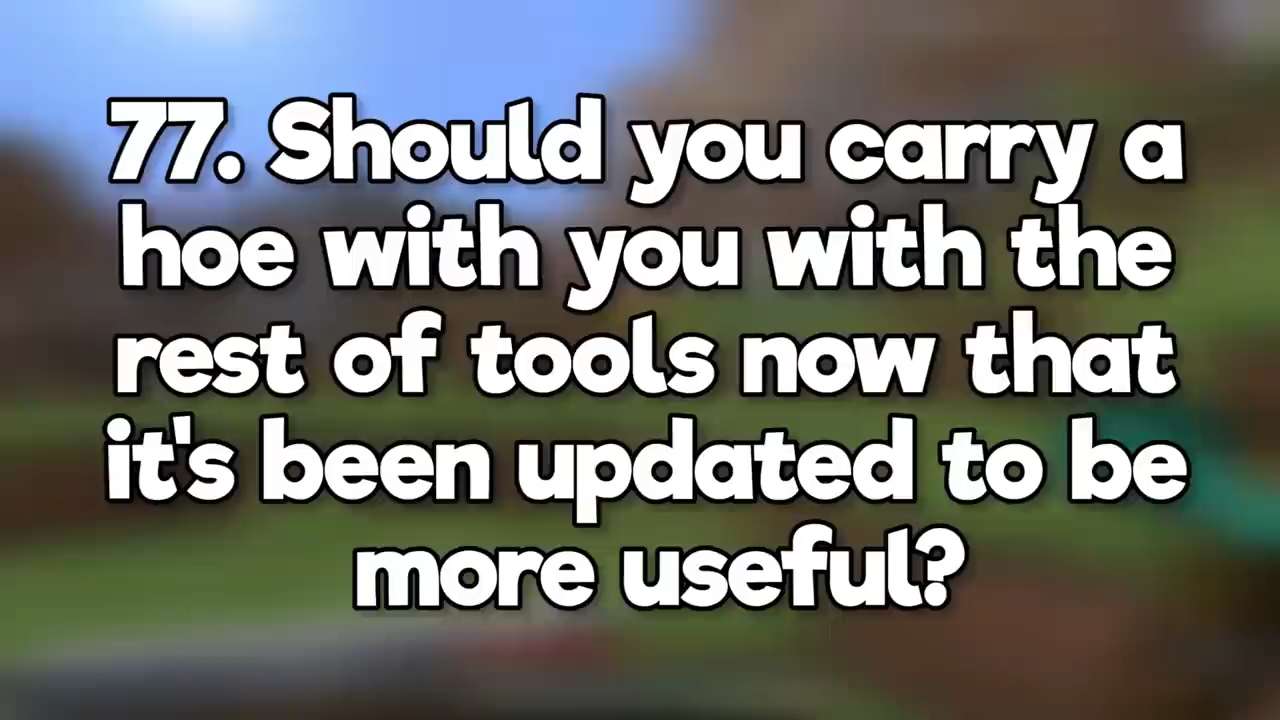 77. Should you carry a
hoe with you with the
rest of tools now that
it's been updated to be
more useful?